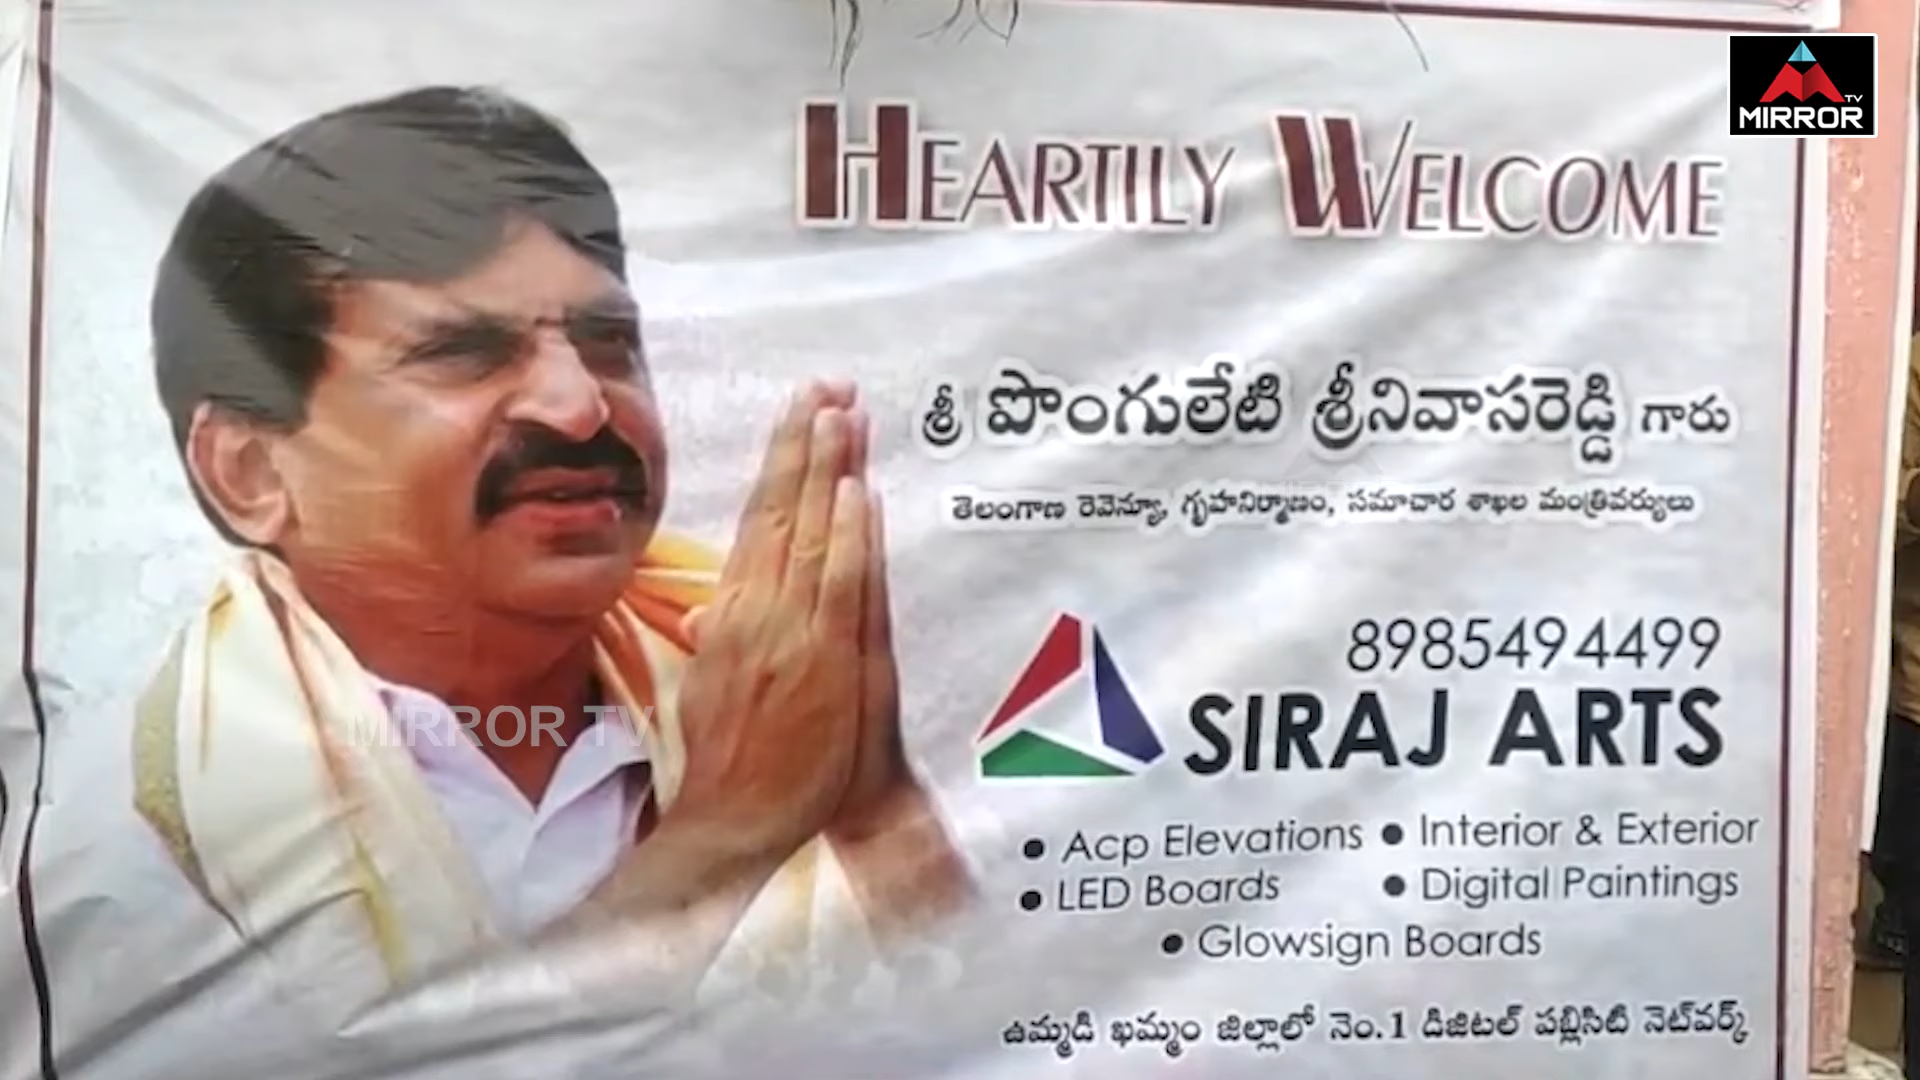 TV
MIRROR
HEARTILY WELCOME
శ్రీ పొంగులేటి శ్రీనివాసరెడ్డి గారు
తెలంగాణ రెవెన్యూ, గృహనిర్మాణం, సమాచార శాఖల మంత్రివర్యులు
8985494499
SIRAJ ARTS
MIRROR TV
• Acp Elevations • Interior & Exterior
• LED Boards • Digital Paintings
• Glowsign Boards
ఉమ్మడి ఖమ్మం జిల్లాలో నెం.1 డిజిటల్ పబ్లిసిటి నెట్‌వర్క్